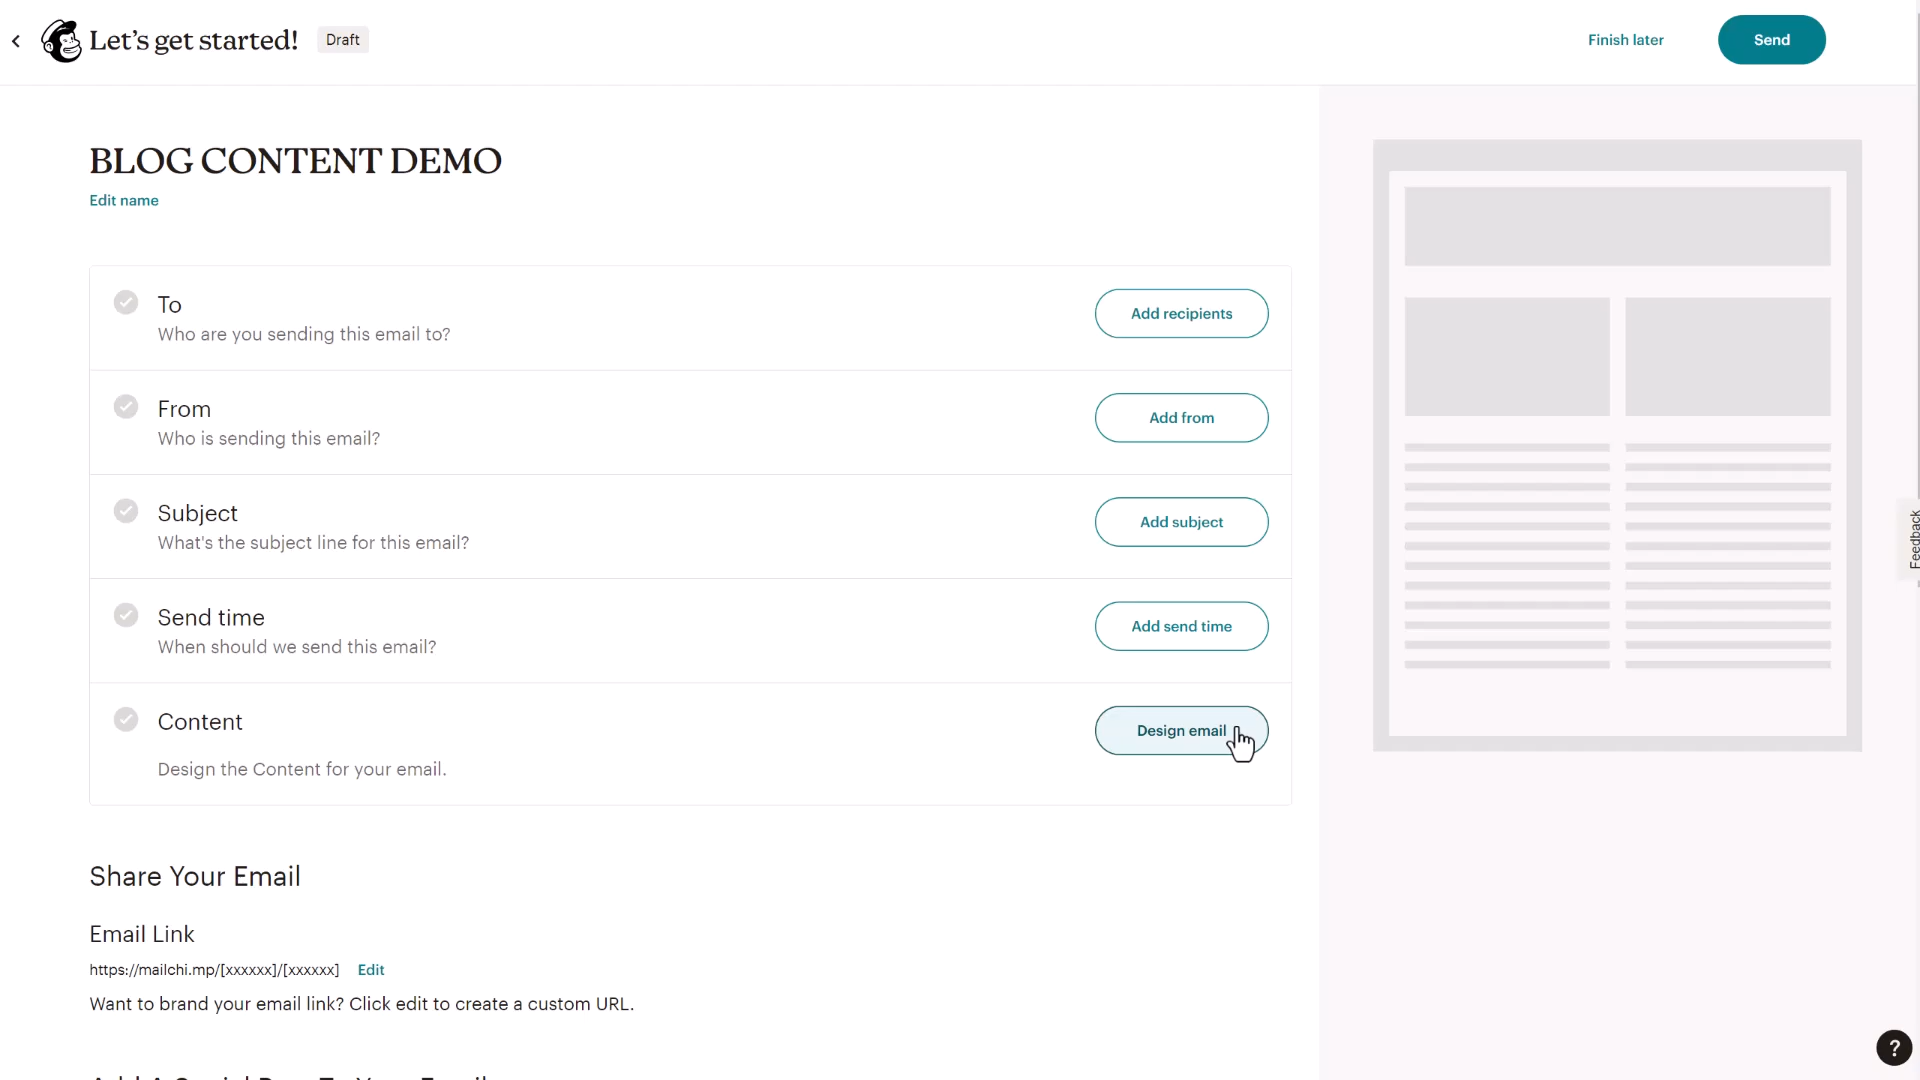 Let's get started!
Draft
Finish later
Send
BLOG CONTENT DEMO
Edit name
To
Who are you sending this email to?
Add recipients
From
Who is sending this email?
Add from
Subject
What's the subject line for this email?
Add subject
Send time
When should we send this email?
Add send time
Content
Design the Content for your email.
Design email
Feedback
Share Your Email
Email Link
https://mailchi.mp/[xxxxxx]/[xxxxxx]
Edit
Want to brand your email link? Click edit to create a custom URL.
?